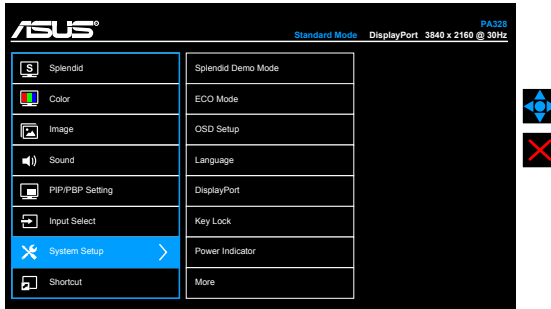 ASUS
PA328
Standard Mode DisplayPort 3840 x 2160 @ 30Hz
S Splendid
Color
Image
Sound
PIP/PBP Setting
Input Select
System Setup
Shortcut
Splendid Demo Mode
ECO Mode
OSD Setup
Language
DisplayPort
Key Lock
Power Indicator
More